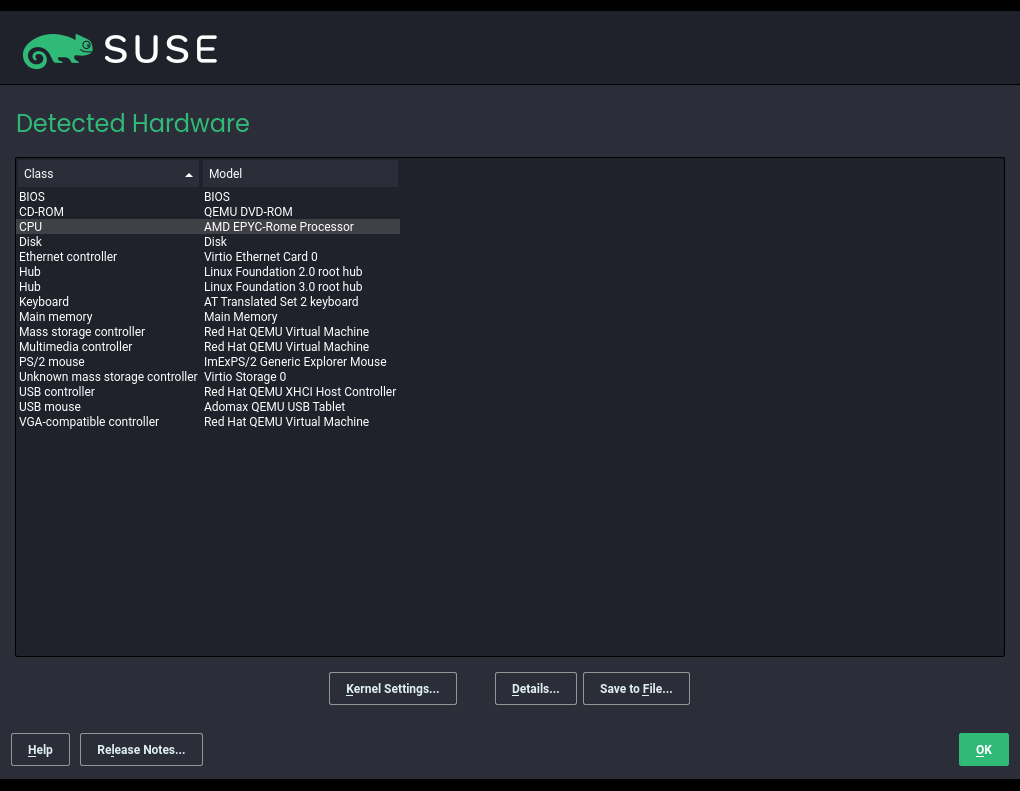 SUSE
Detected Hardware
Class Model
BIOS BIOS
CD-ROM QEMU DVD-ROM
CPU AMD EPYC-Rome Processor
Disk Disk
Ethernet controller Virtio Ethernet Card 0
Hub Linux Foundation 2.0 root hub
Hub Linux Foundation 3.0 root hub
Keyboard AT Translated Set 2 keyboard
Main memory Main Memory
Mass storage controller Red Hat QEMU Virtual Machine
Multimedia controller Red Hat QEMU Virtual Machine
PS/2 mouse ImExPS/2 Generic Explorer Mouse
Unknown mass storage controller Virtio Storage 0
USB controller Red Hat QEMU XHCI Host Controller
USB mouse Adomax QEMU USB Tablet
VGA-compatible controller Red Hat QEMU Virtual Machine
Kernel Settings... Details... Save to File...
Help Release Notes... OK